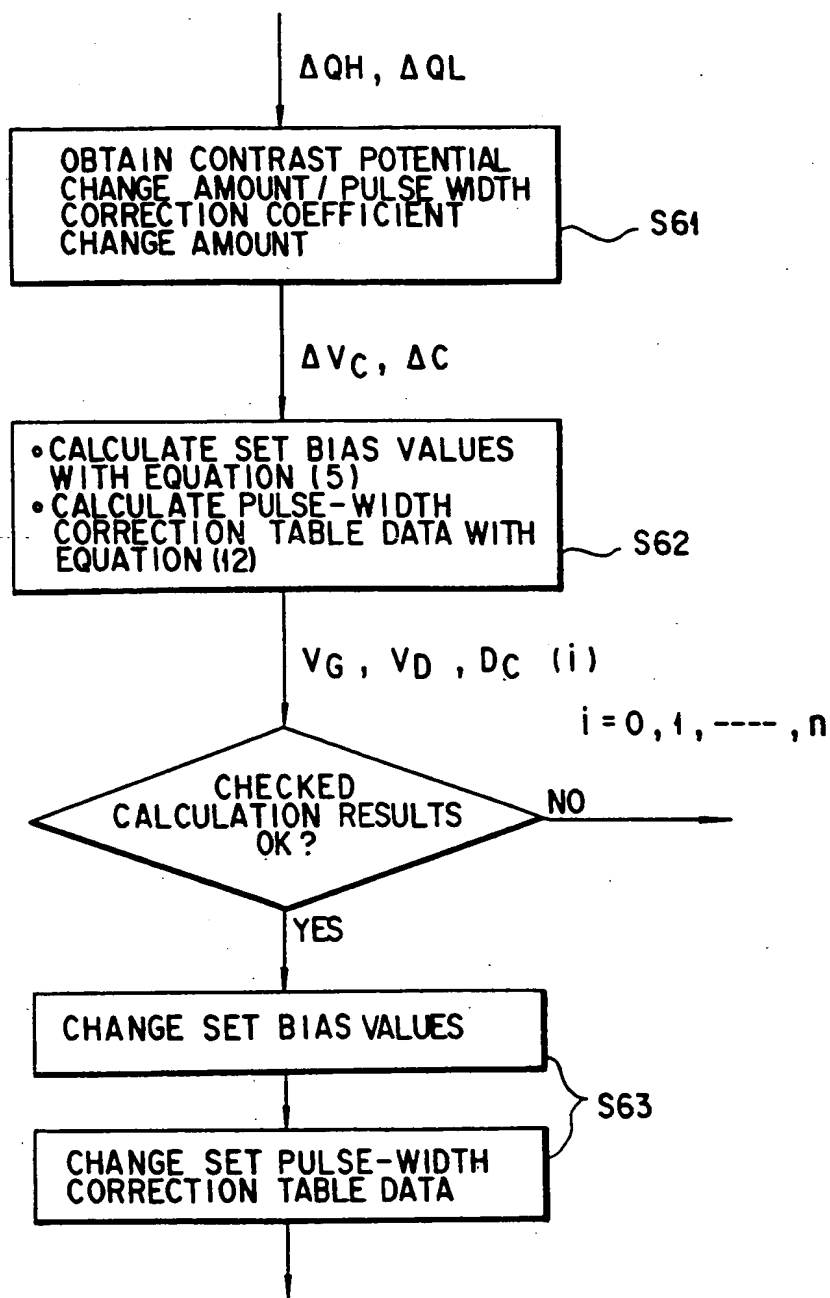 ΔQH, ΔQL
OBTAIN CONTRAST POTENTIAL
CHANGE AMOUNT / PULSE WIDTH
CORRECTION COEFFICIENT
CHANGE AMOUNT
S61
ΔVC, ΔC
• CALCULATE SET BIAS VALUES
WITH EQUATION (5)
• CALCULATE PULSE-WIDTH
CORRECTION TABLE DATA WITH
EQUATION (12)
S62
VG, VD, DC (i)
i=0, 1, ----, n
CHECKED
CALCULATION RESULTS
OK?
NO
YES
CHANGE SET BIAS VALUES
S63
CHANGE SET PULSE-WIDTH
CORRECTION TABLE DATA